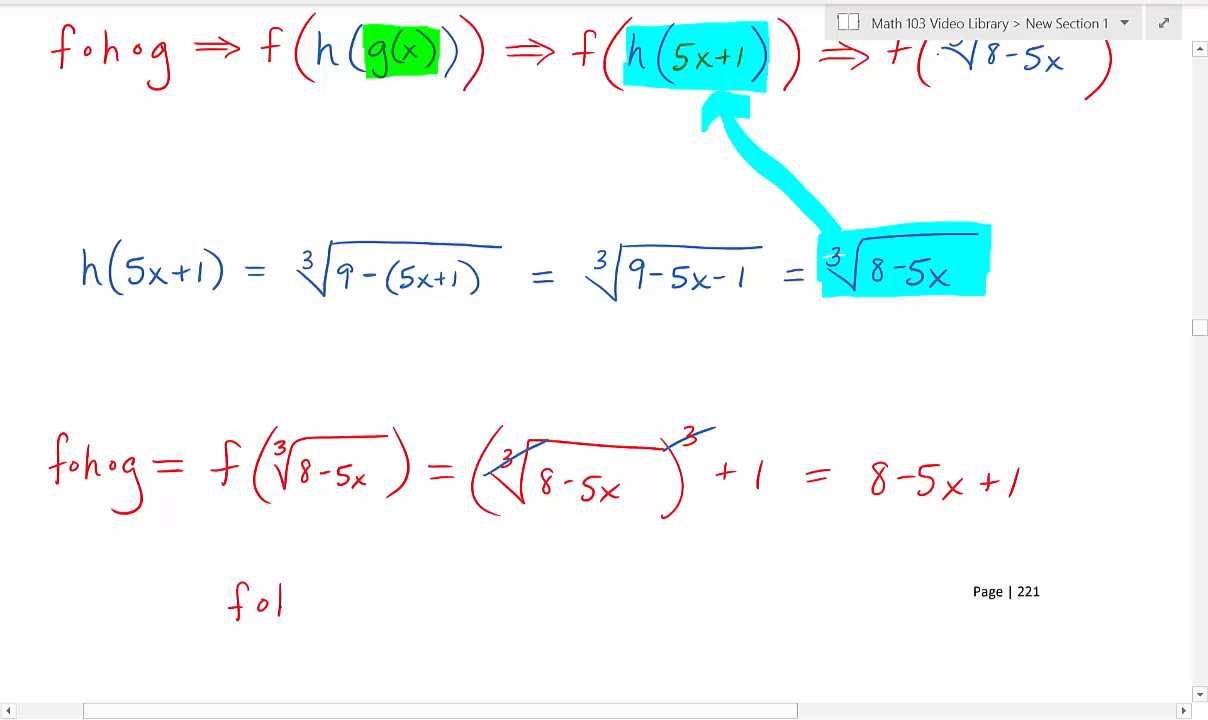 Math 103 Video Library > New Section 1
f∘h∘g ⟹ f(h(g(x))) ⟹ f(h(5x+1)) ⟹ f(∛8-5x)
h(5x+1) = ∛9-(5x+1) = ∛9-5x-1 = ∛8-5x
f∘h∘g = f(∛8-5x) = (∛8-5x)³ + 1 = 8-5x+1
Page | 221
f∘l